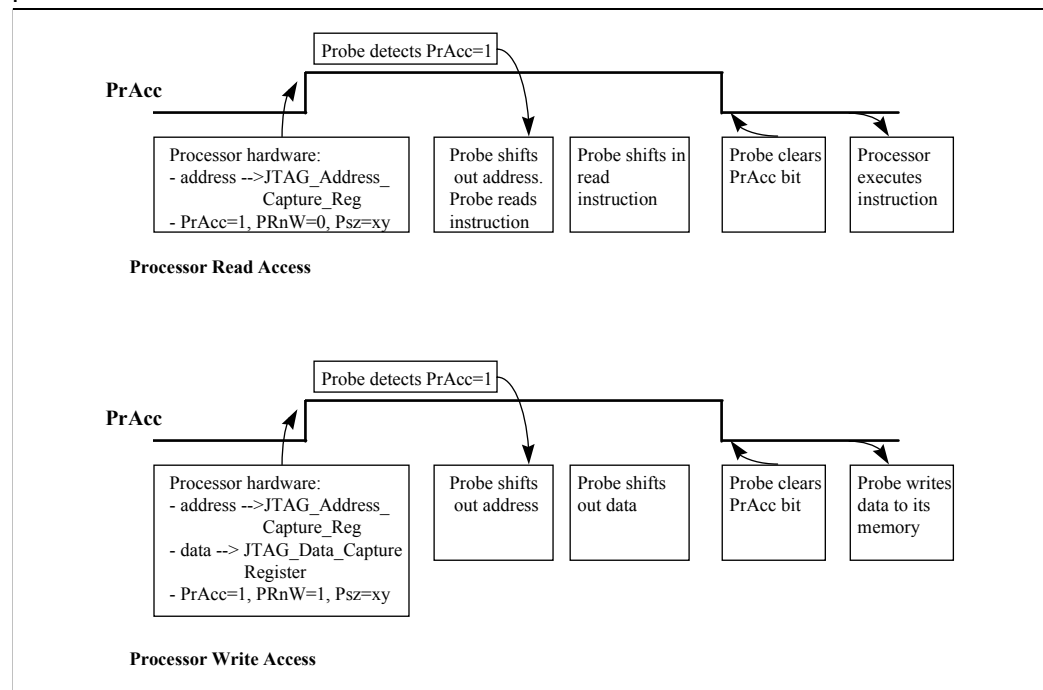 Probe detects PrAcc=1
PrAcc
Processor hardware:
- address -->JTAG_Address_
Capture_Reg
- PrAcc=1, PRnW=0, Psz=xy
Probe shifts
out address.
Probe reads
instruction
Probe shifts in
read
instruction
Probe clears
PrAcc bit
Processor
executes
instruction
Processor Read Access
Probe detects PrAcc=1
PrAcc
Processor hardware:
- address -->JTAG_Address_
Capture_Reg
- data --> JTAG_Data_Capture
Register
- PrAcc=1, PRnW=1, Psz=xy
Probe shifts
out address
Probe shifts
out data
Probe clears
PrAcc bit
Probe writes
data to its
memory
Processor Write Access